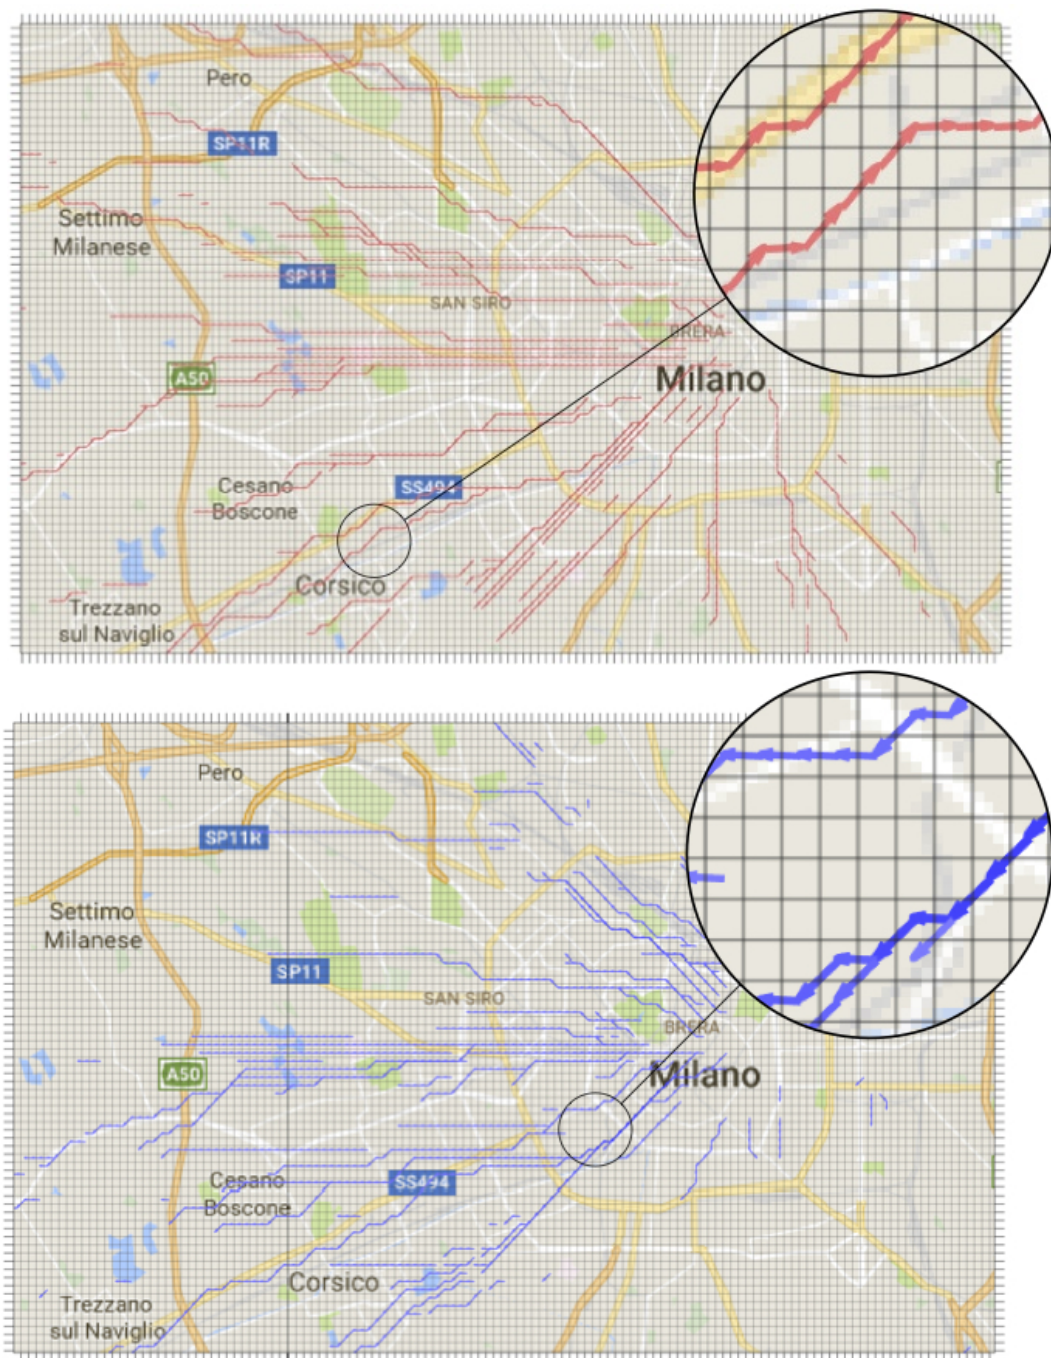 Pero
SP11R
Settimo
Milanese
SP11
SAN SIRO
BRERA
A50
Milano
Cesano
Boscone
SS494
Corsico
Trezzano
sul Naviglio
Pero
SP11R
Settimo
Milanese
SP11
SAN SIRO
BRERA
A50
Milano
Cesano
Boscone
SS494
Corsico
Trezzano
sul Naviglio